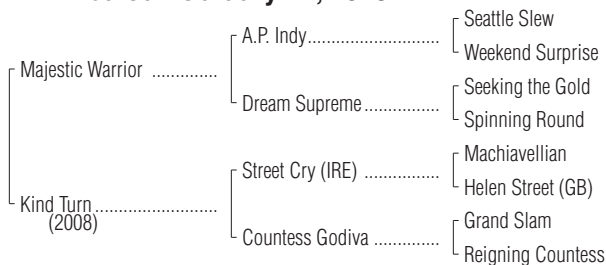 Majestic Warrior ..............
A.P. Indy............................
Seattle Slew
Weekend Surprise
Dream Supreme................
Seeking the Gold
Spinning Round
Kind Turn..........................
(2008)
Street Cry (IRE) ................
Machiavellian
Helen Street (GB)
Countess Godiva ..............
Grand Slam
Reigning Countess